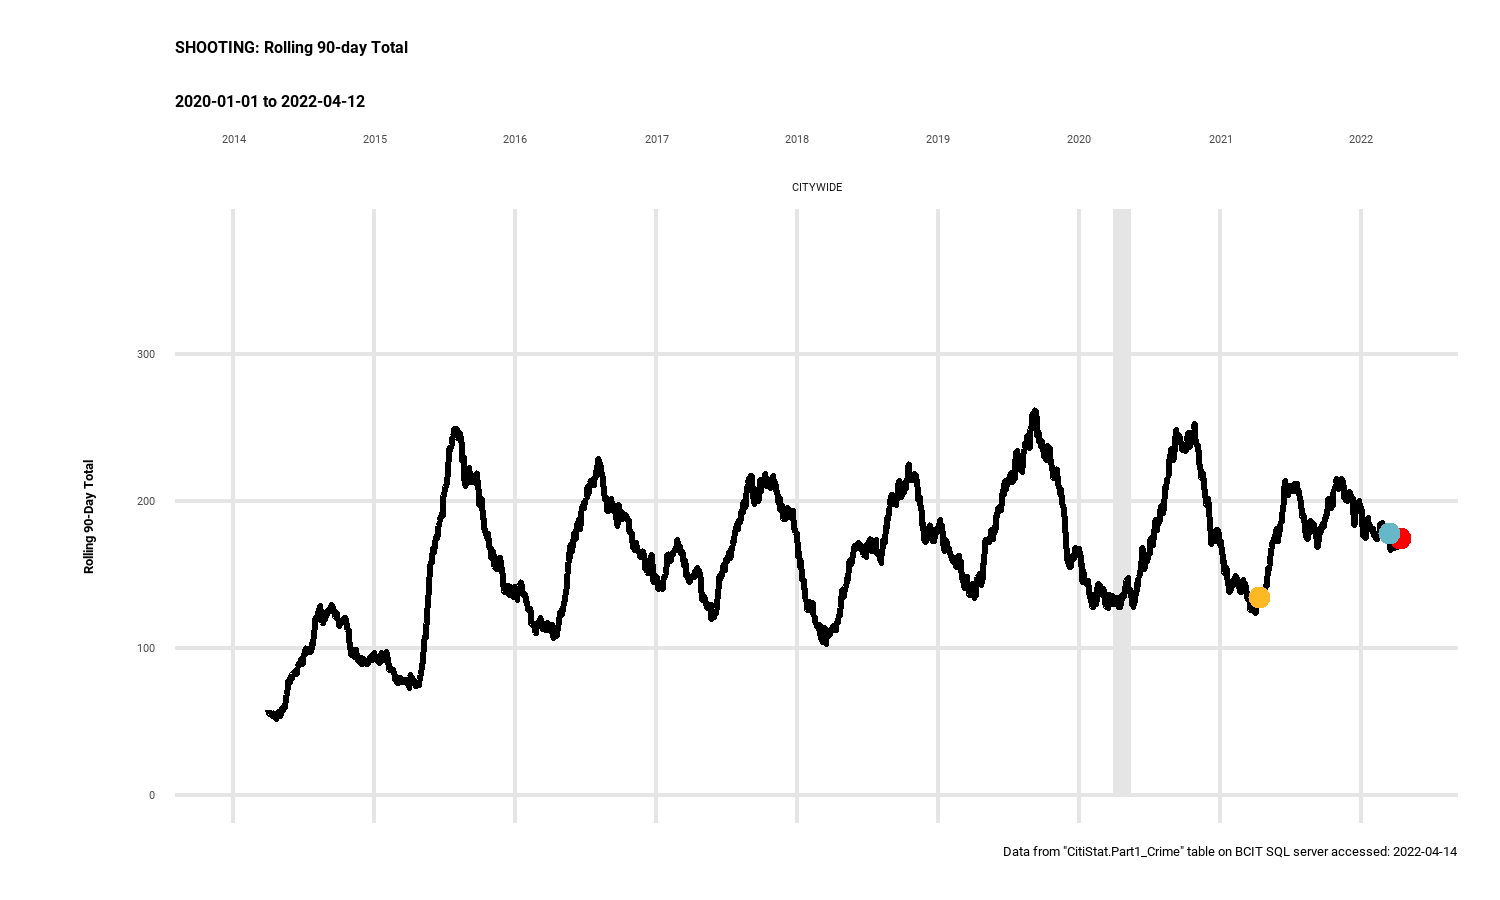 SHOOTING: Rolling 90-day Total
2020-01-01 to 2022-04-12
2014 2015 2016 2017 2018 2019 2020 2021 2022
CITYWIDE
300
200
100
0
Rolling 90-Day Total
Data from "CitiStat.Part1_Crime" table on BCIT SQL server accessed: 2022-04-14